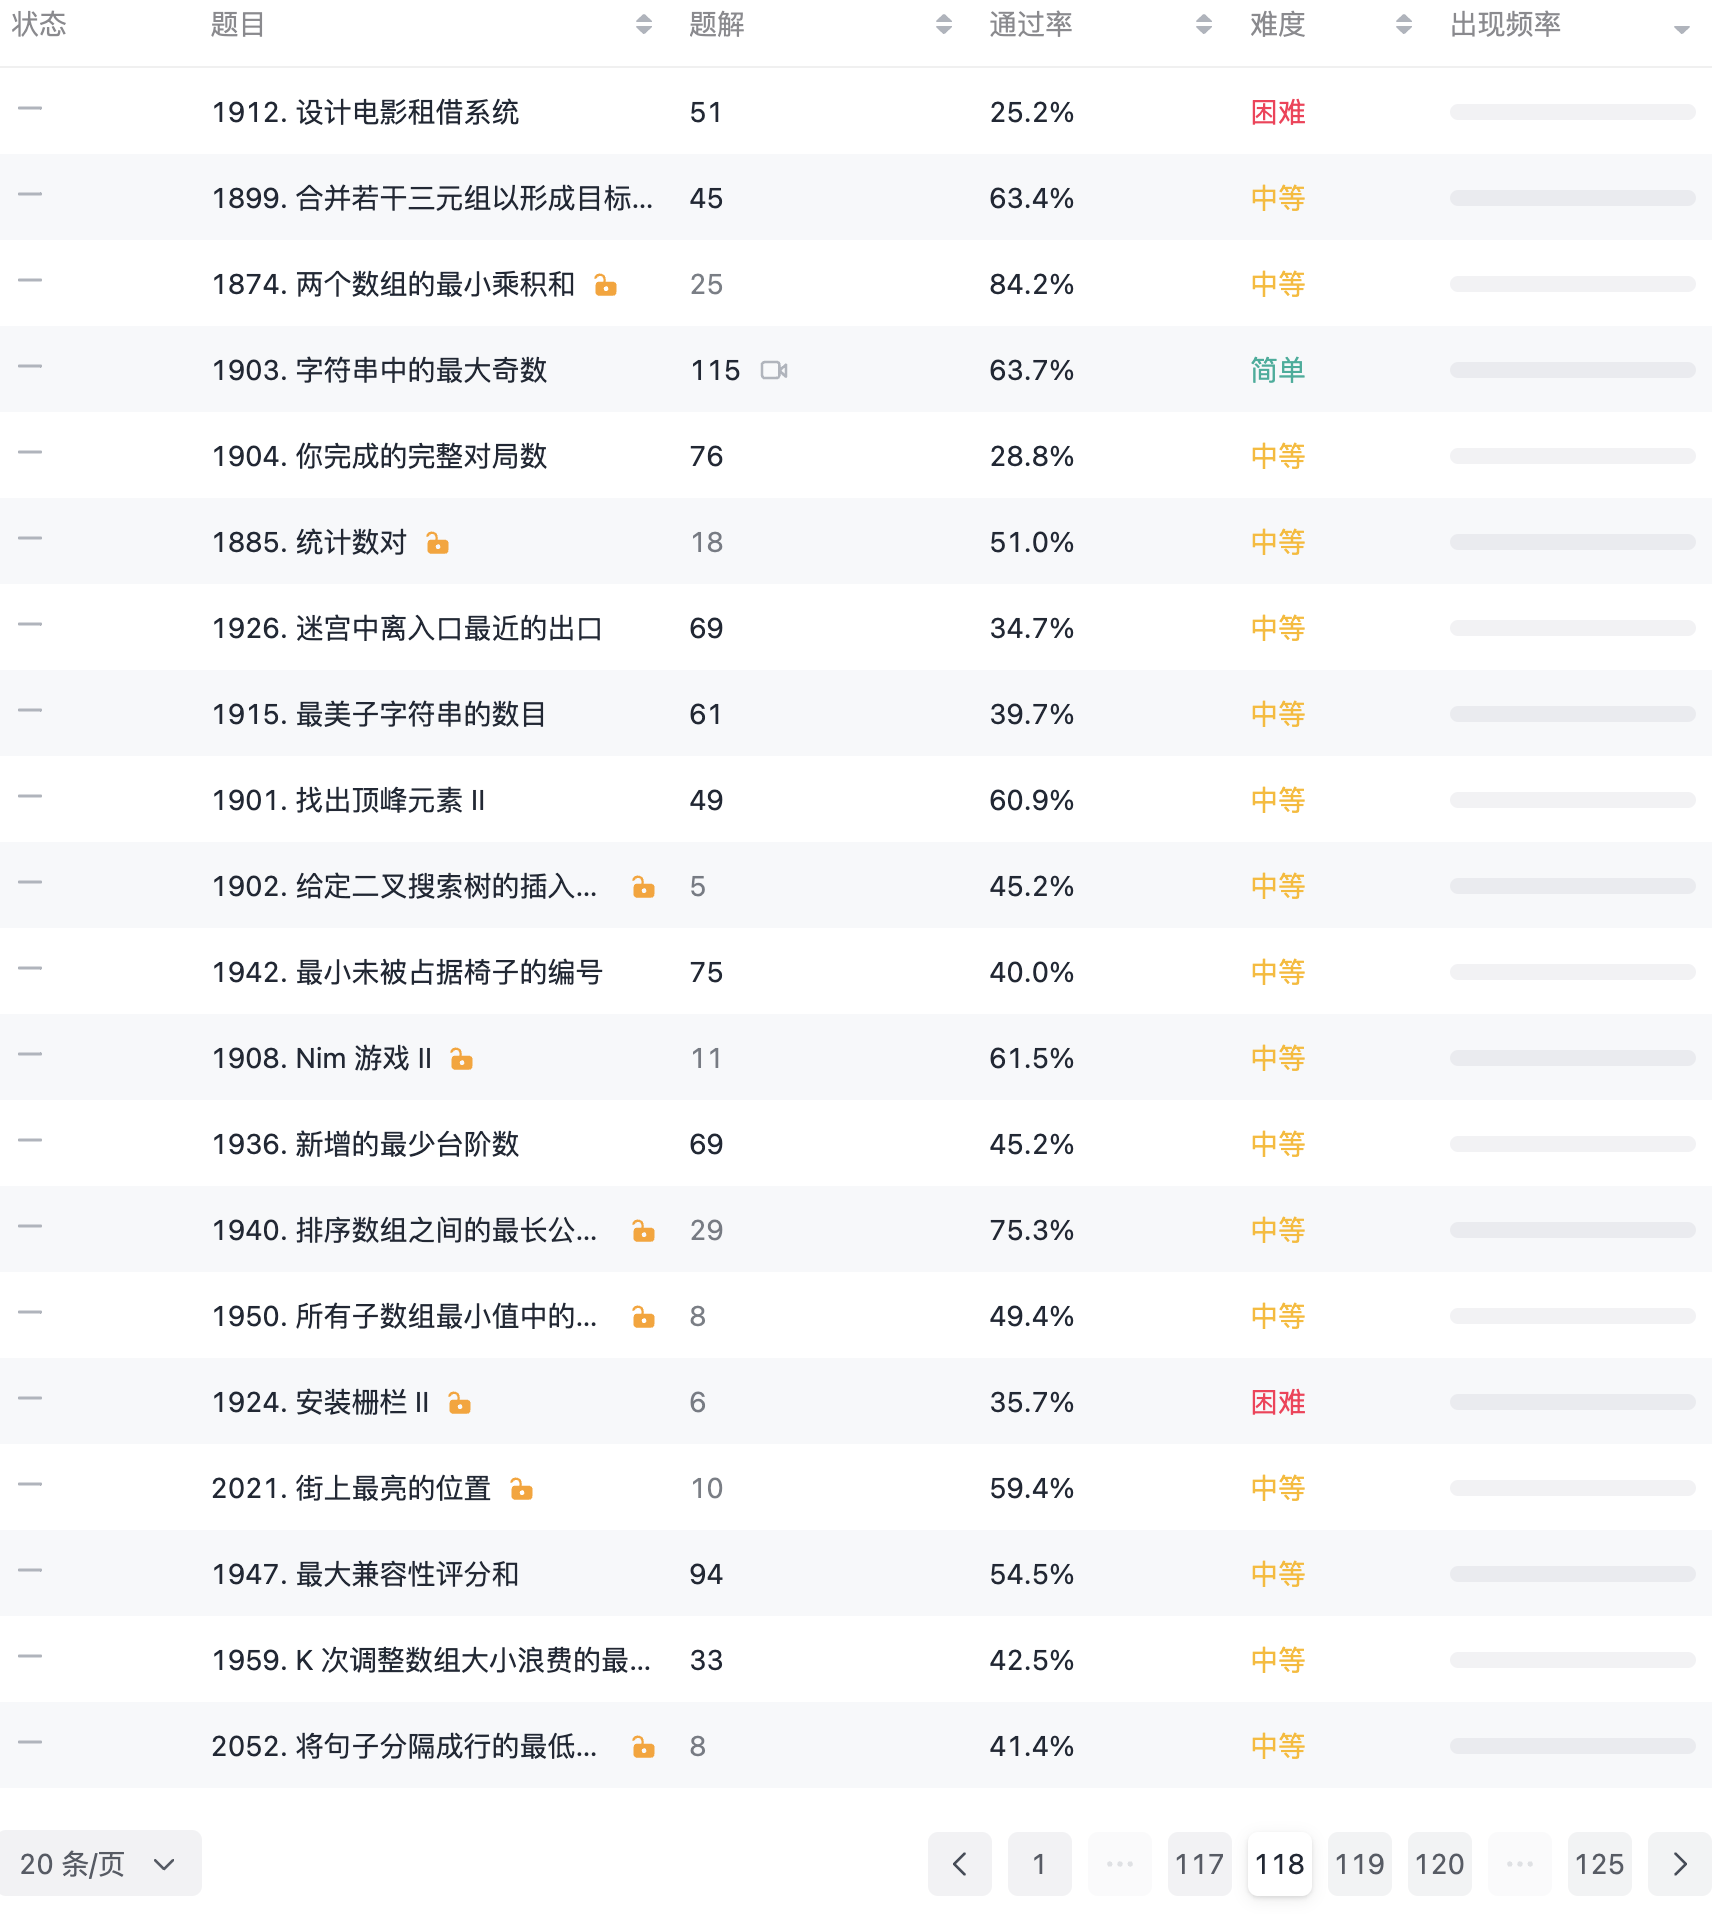 状态 题目 题解 通过率 难度 出现频率
1912. 设计电影租借系统 51 25.2% 困难
1899. 合并若干三元组以形成目标... 45 63.4% 中等
1874. 两个数组的最小乘积和 25 84.2% 中等
1903. 字符串中的最大奇数 115 63.7% 简单
1904. 你完成的完整对局数 76 28.8% 中等
1885. 统计数对 18 51.0% 中等
1926. 迷宫中离入口最近的出口 69 34.7% 中等
1915. 最美子字符串的数目 61 39.7% 中等
1901. 找出顶峰元素 II 49 60.9% 中等
1902. 给定二叉搜索树的插入... 5 45.2% 中等
1942. 最小未被占据椅子的编号 75 40.0% 中等
1908. Nim 游戏 II 11 61.5% 中等
1936. 新增的最少台阶数 69 45.2% 中等
1940. 排序数组之间的最长公... 29 75.3% 中等
1950. 所有子数组最小值中的... 8 49.4% 中等
1924. 安装栅栏 II 6 35.7% 困难
2021. 街上最亮的位置 10 59.4% 中等
1947. 最大兼容性评分和 94 54.5% 中等
1959. K 次调整数组大小浪费的最... 33 42.5% 中等
2052. 将句子分隔成行的最低... 8 41.4% 中等
20 条/页 1 ... 117 118 119 120 ... 125